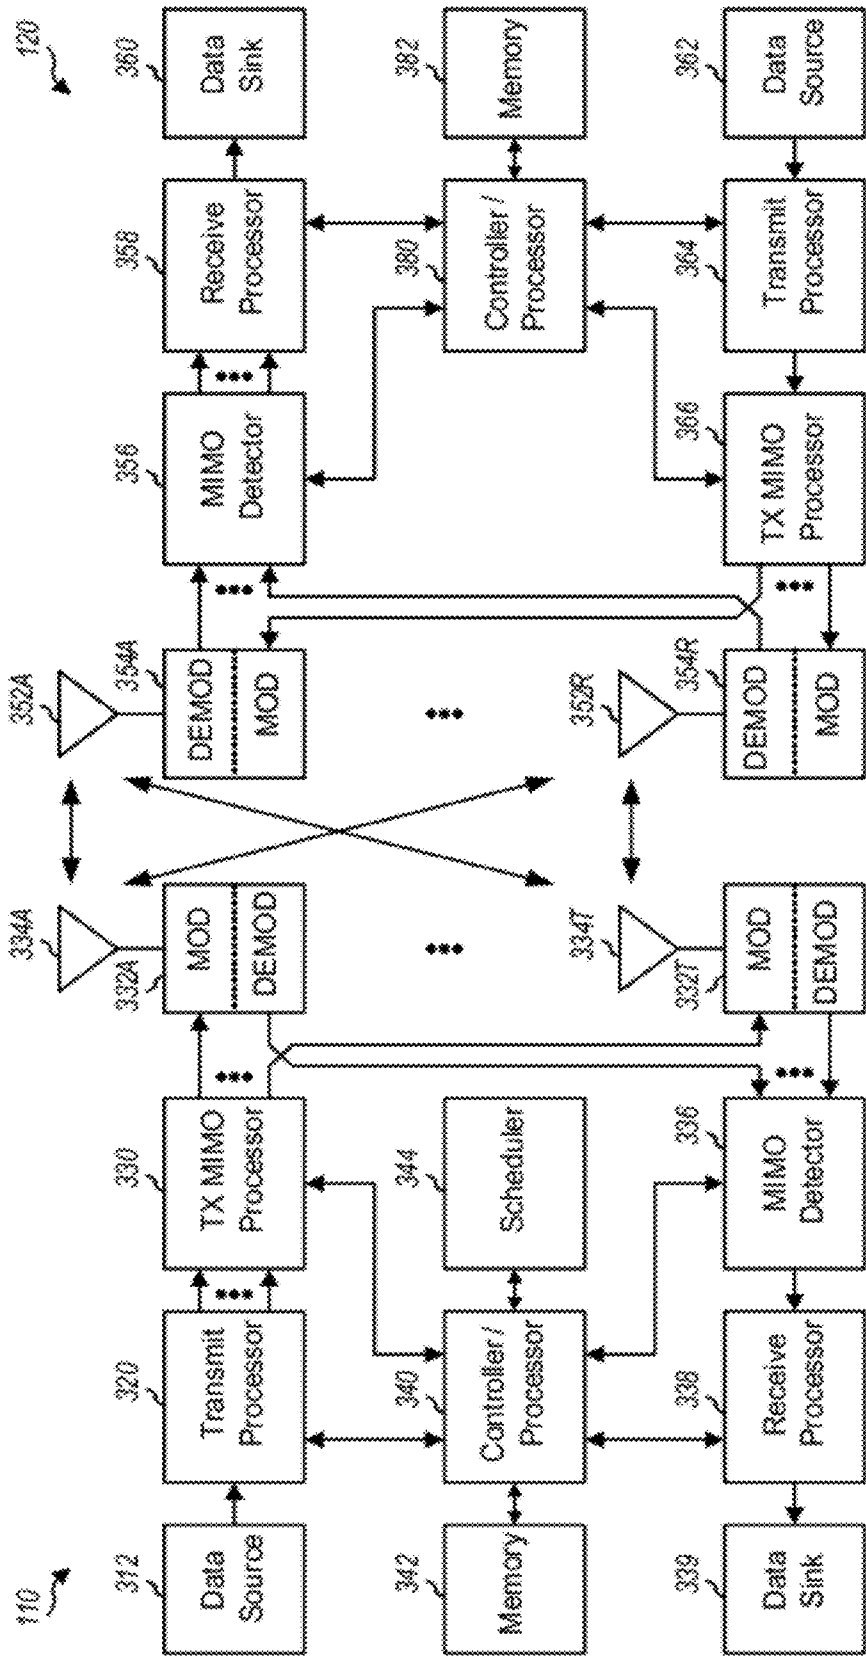 110
120
312
Data
Source
320
Transmit
Processor
330
TX MIMO
Processor
332A
MOD
DEMOD
334A
352A
354A
DEMOD
MOD
356
MIMO
Detector
358
Receive
Processor
360
Data
Sink
342
Memory
340
Controller /
Processor
344
Scheduler
380
Controller /
Processor
382
Memory
339
Data
Sink
338
Receive
Processor
336
MIMO
Detector
332T
MOD
DEMOD
334T
352R
354R
DEMOD
MOD
366
TX MIMO
Processor
364
Transmit
Processor
362
Data
Source